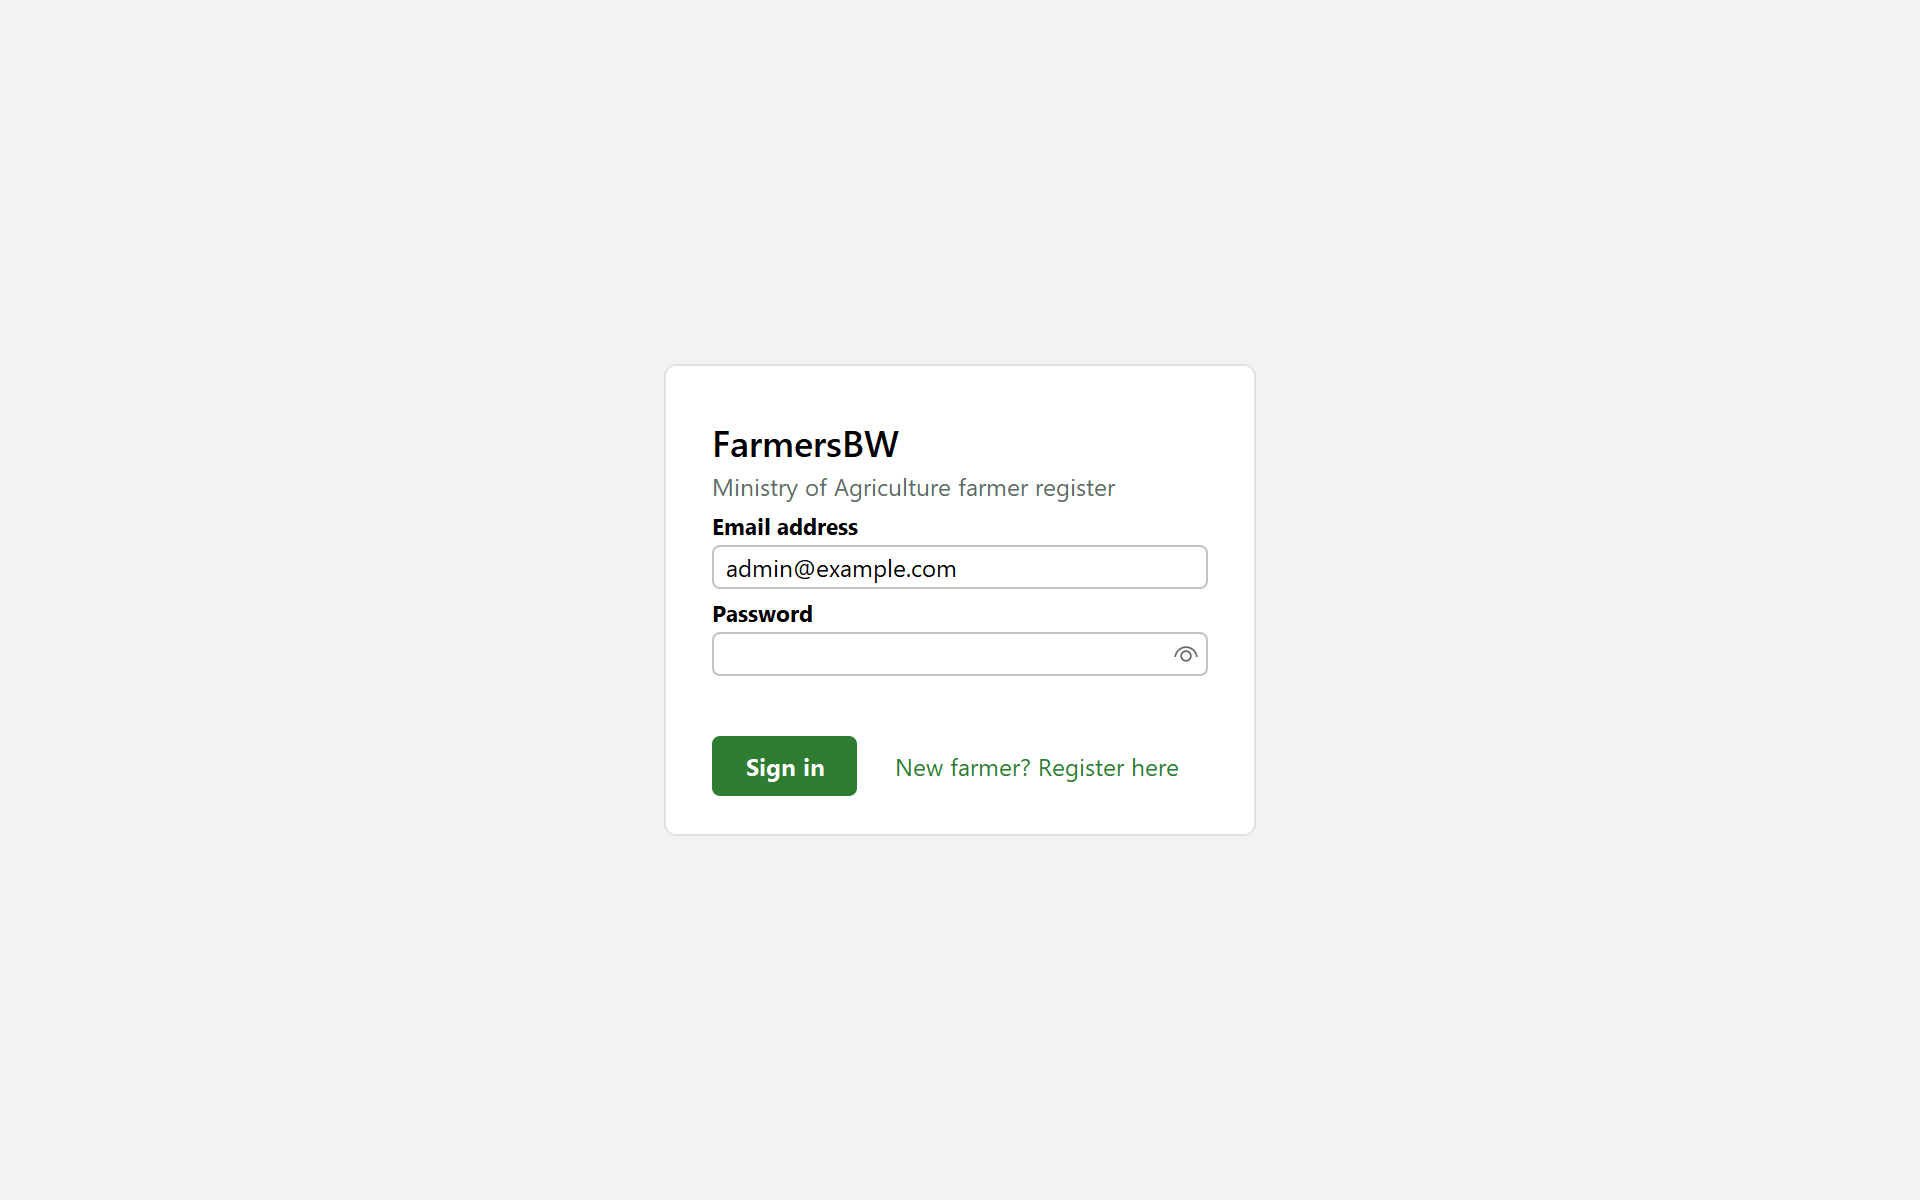 FarmersBW
Ministry of Agriculture farmer register
Email address
admin@example.com
Password
Sign in
New farmer? Register here